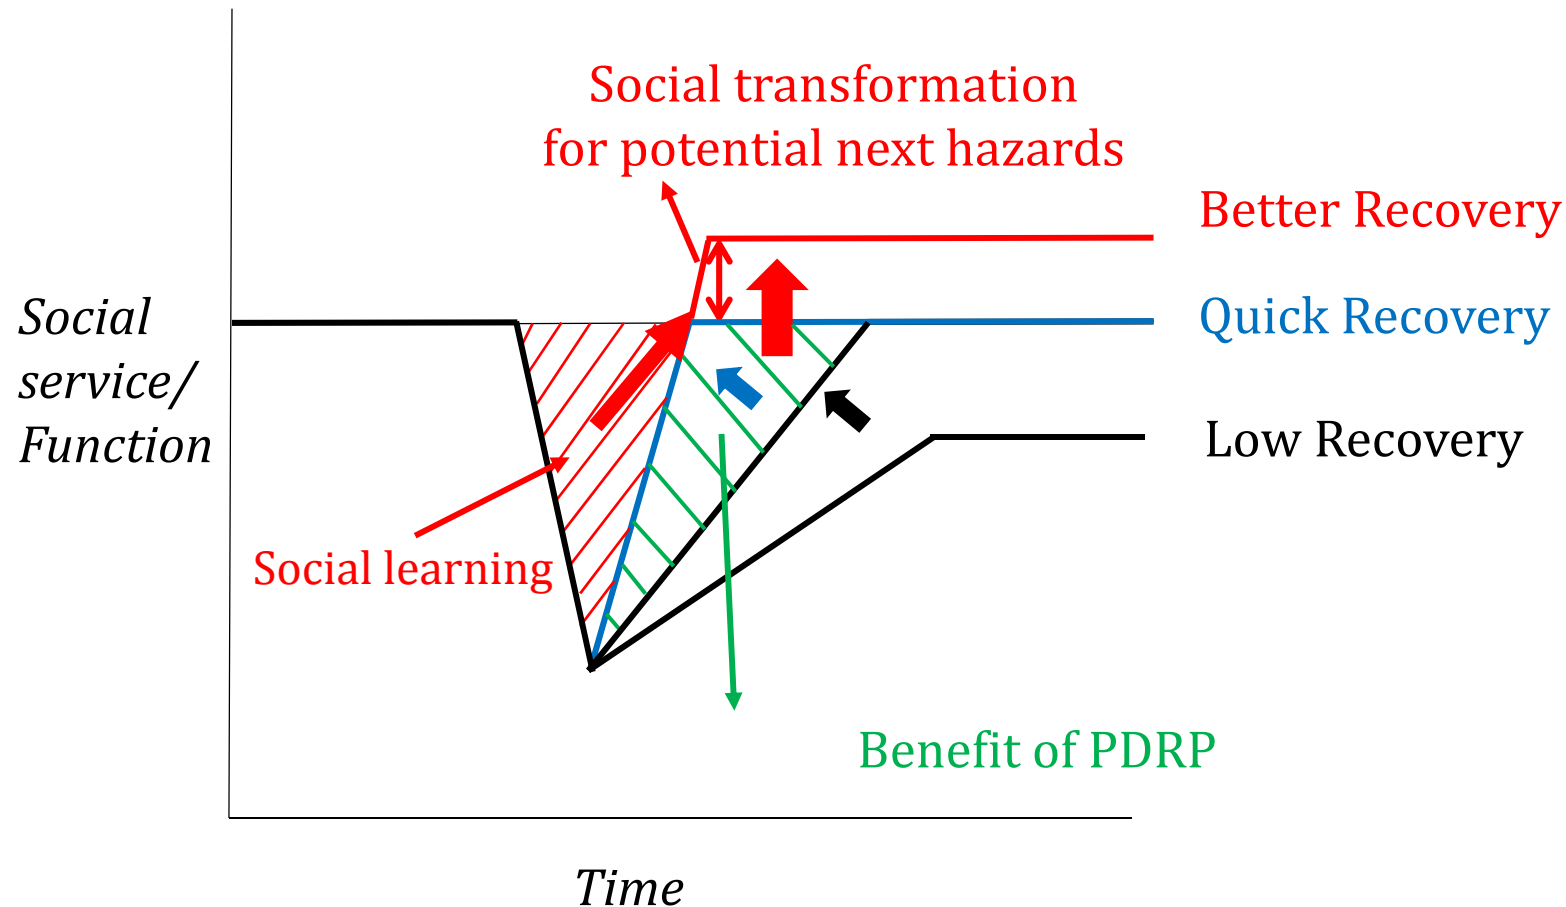 Social transformation
for potential next hazards
Better Recovery
Social
service/
Function
Quick Recovery
Low Recovery
Social learning
Benefit of PDRP
Time